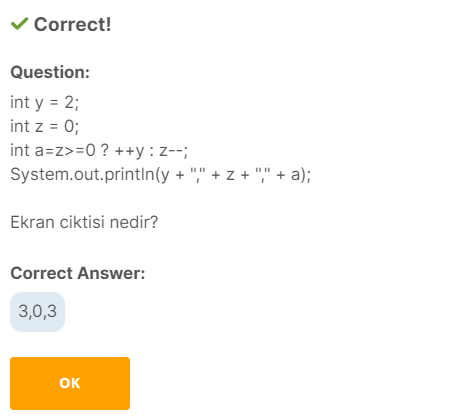 Correct!
Question:
int y = 2;
int z = 0;
int a=z>=0 ? ++y : z--;
System.out.println(y + "," + z + "," + a);
Ekran ciktisi nedir?
Correct Answer:
3,0,3
OK